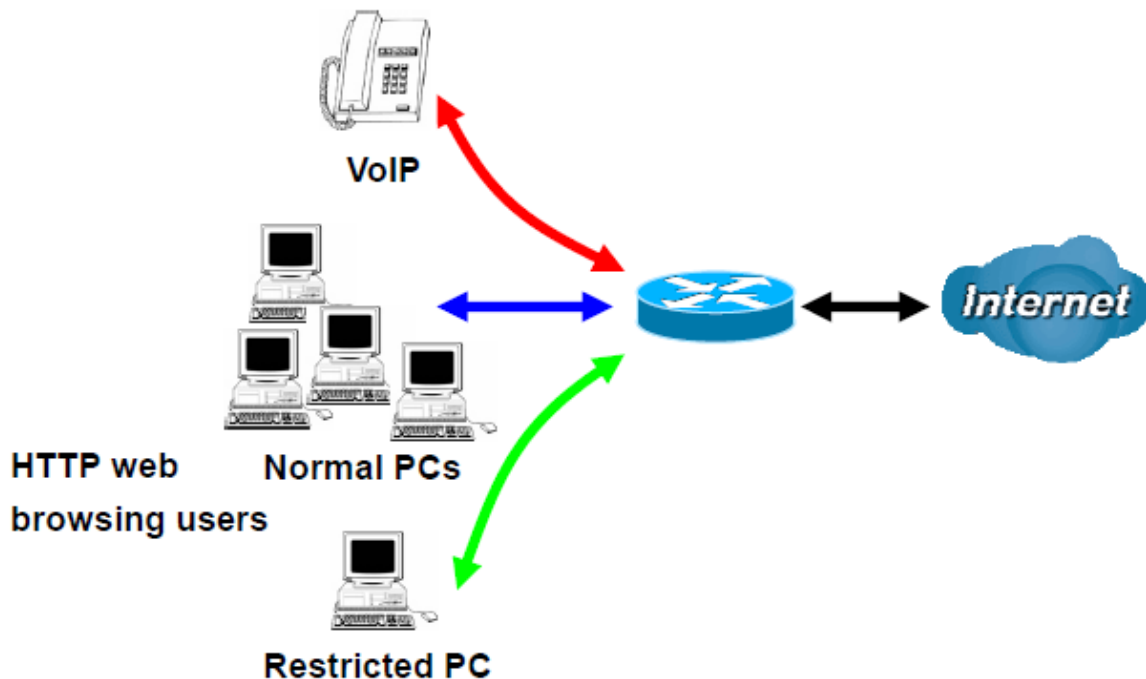 VoIP
Internet
HTTP web
browsing users
Normal PCs
Restricted PC